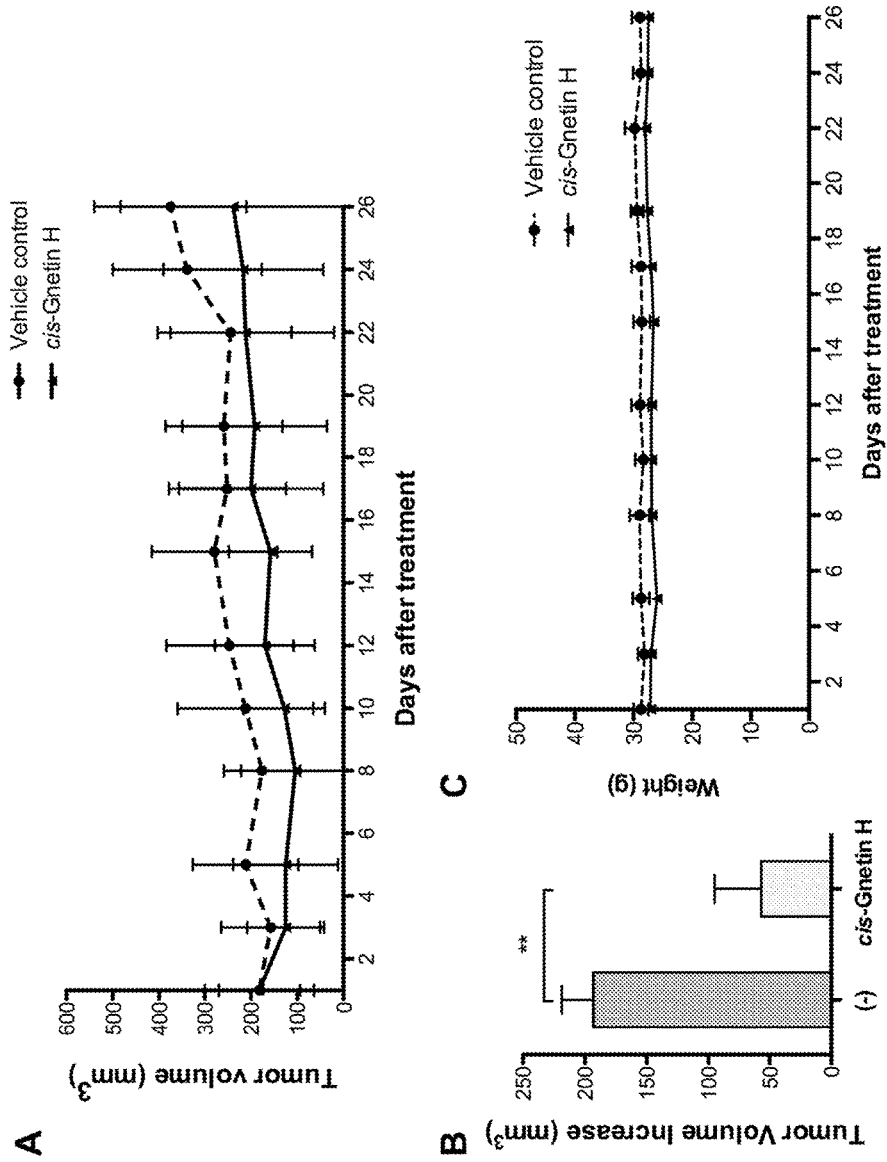 A
Vehicle control
cis-Gnetin H
Tumor volume (mm3)
600
500
400
300
200
100
0
2 4 6 8 10 12 14 16 18 20 22 24 26
Days after treatment
B
Tumor Volume Increase (mm3)
250
200
150
100
50
0
**
(-) cis-Gnetin H
C
Vehicle control
cis-Gnetin H
Weight (g)
50
40
30
20
10
0
2 4 6 8 10 12 14 16 18 20 22 24 26
Days after treatment